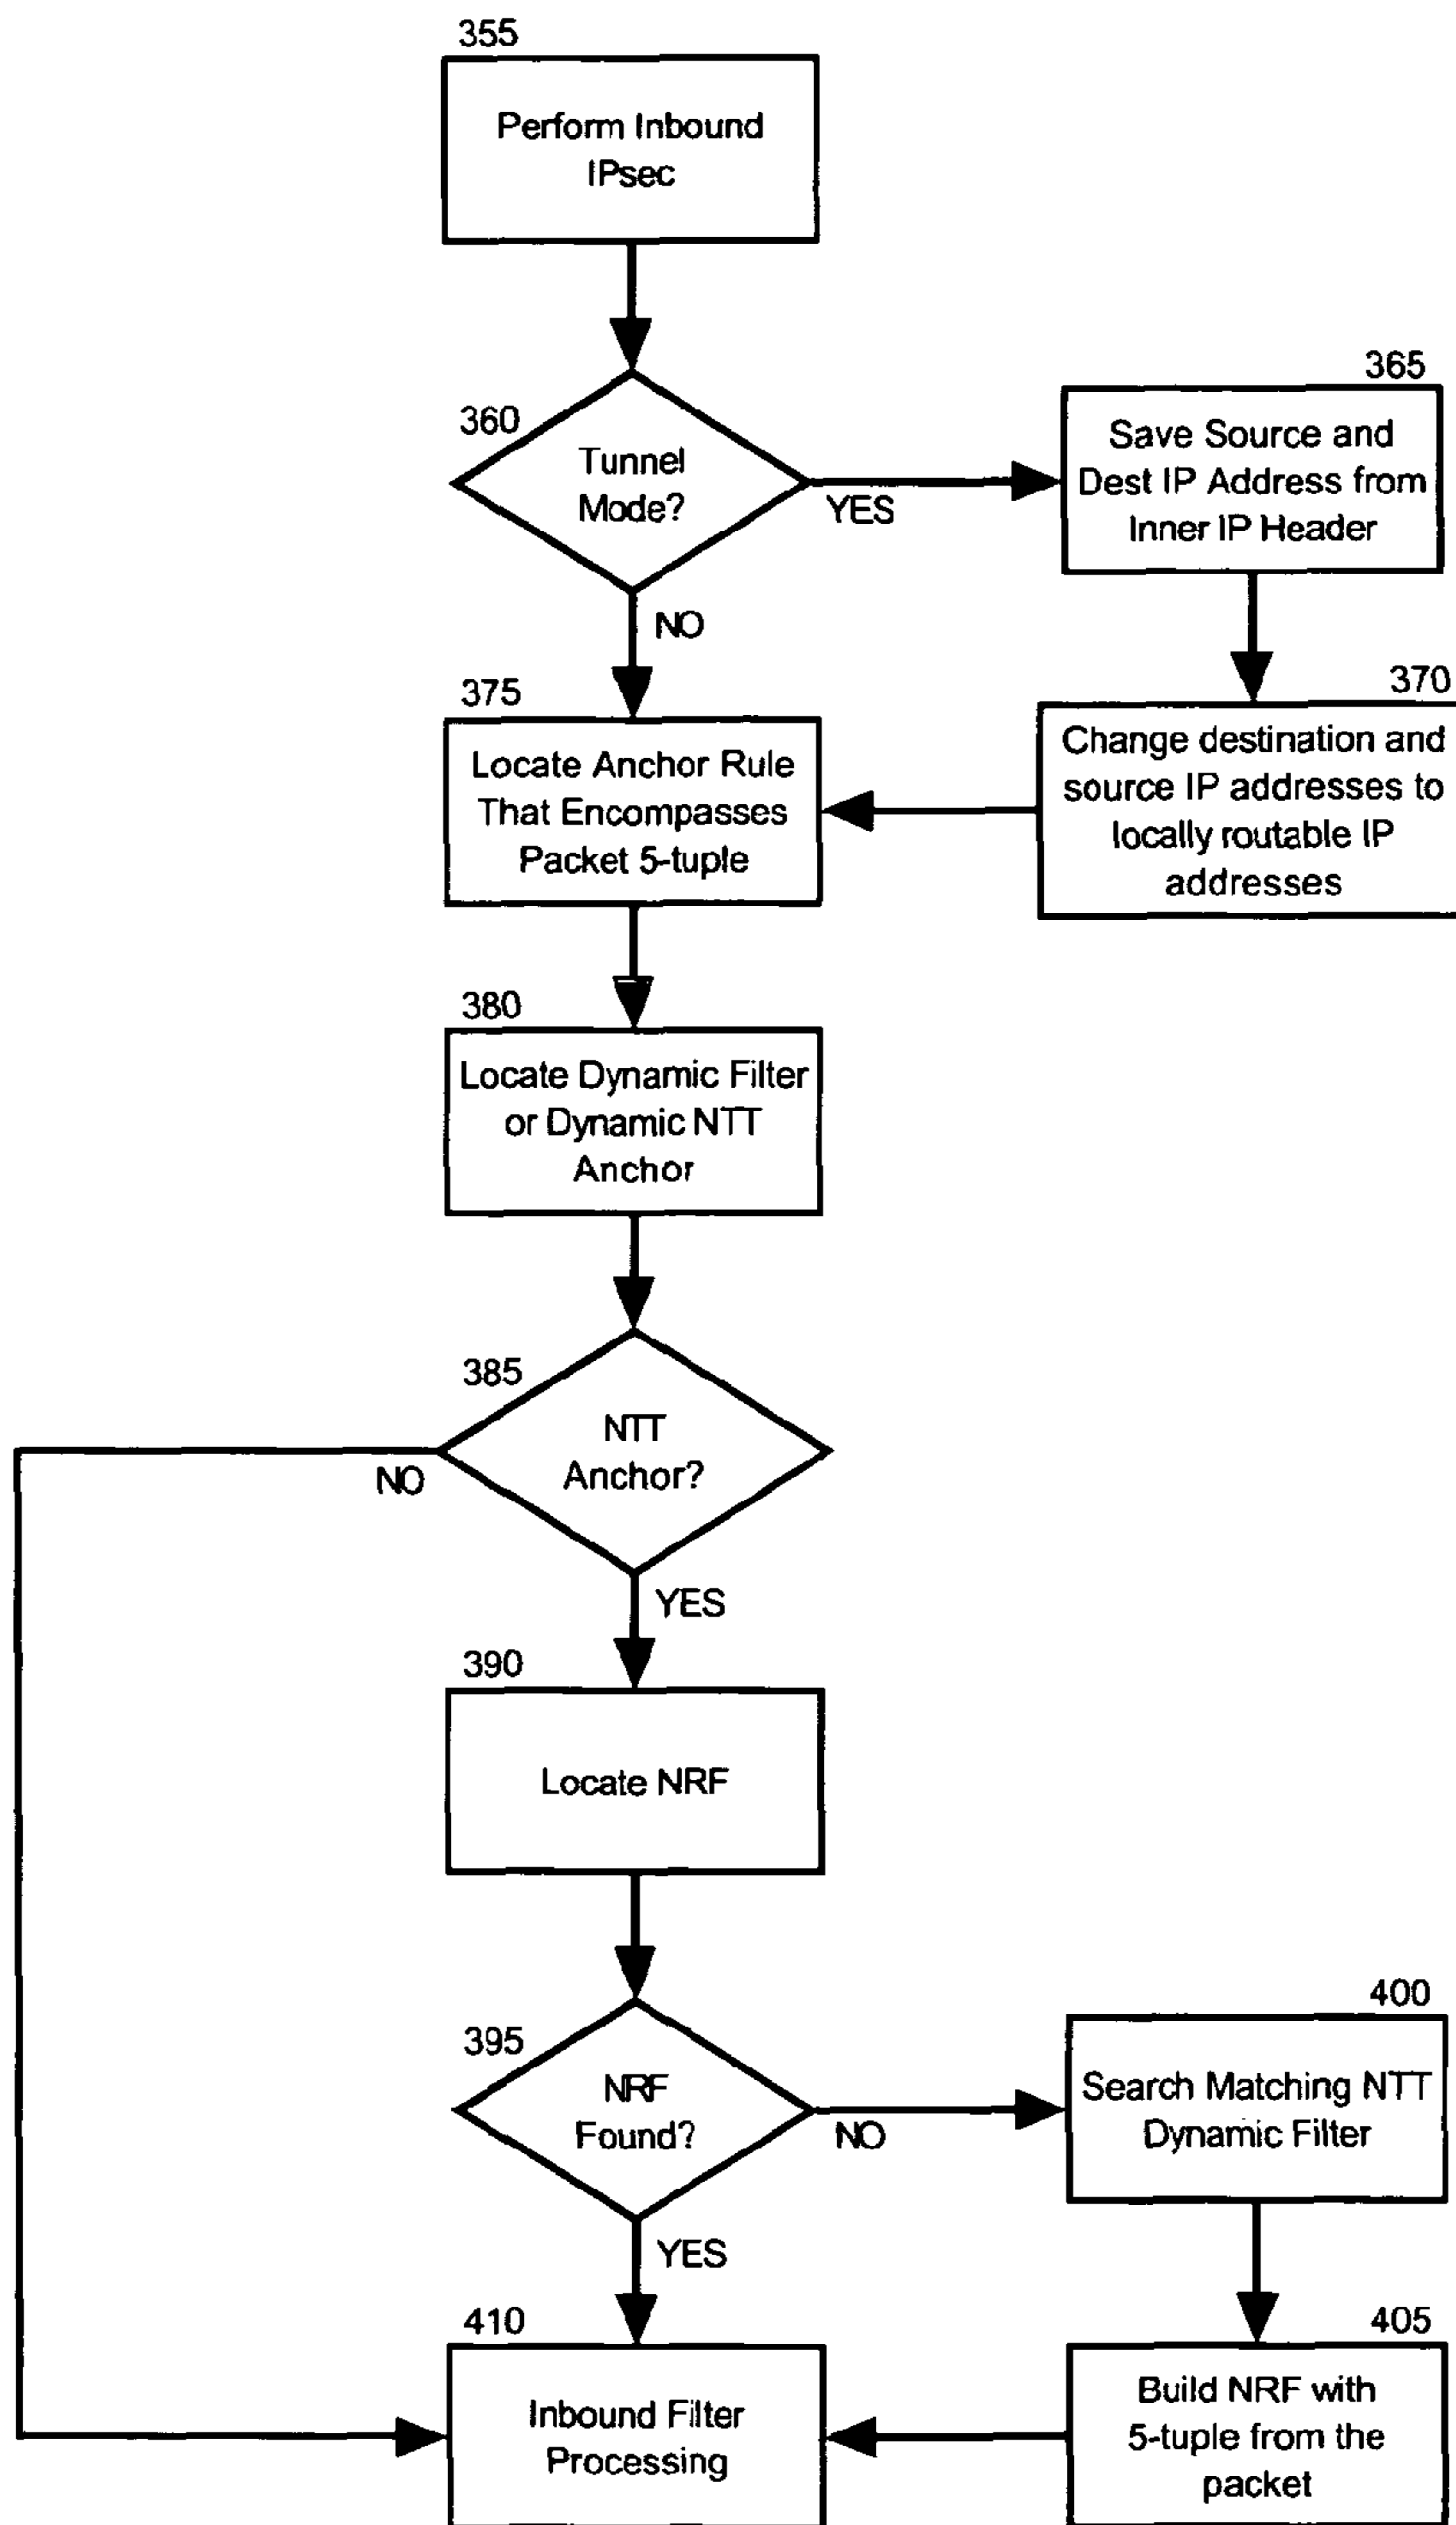 355
Perform Inbound
IPsec
360
Tunnel
Mode?
YES
NO
365
Save Source and
Dest IP Address from
Inner IP Header
370
Change destination and
source IP addresses to
locally routable IP
addresses
375
Locate Anchor Rule
That Encompasses
Packet 5-tuple
380
Locate Dynamic Filter
or Dynamic NTT
Anchor
385
NTT
Anchor?
NO
YES
390
Locate NRF
395
NRF
Found?
NO
YES
400
Search Matching NTT
Dynamic Filter
405
Build NRF with
5-tuple from the
packet
410
Inbound Filter
Processing